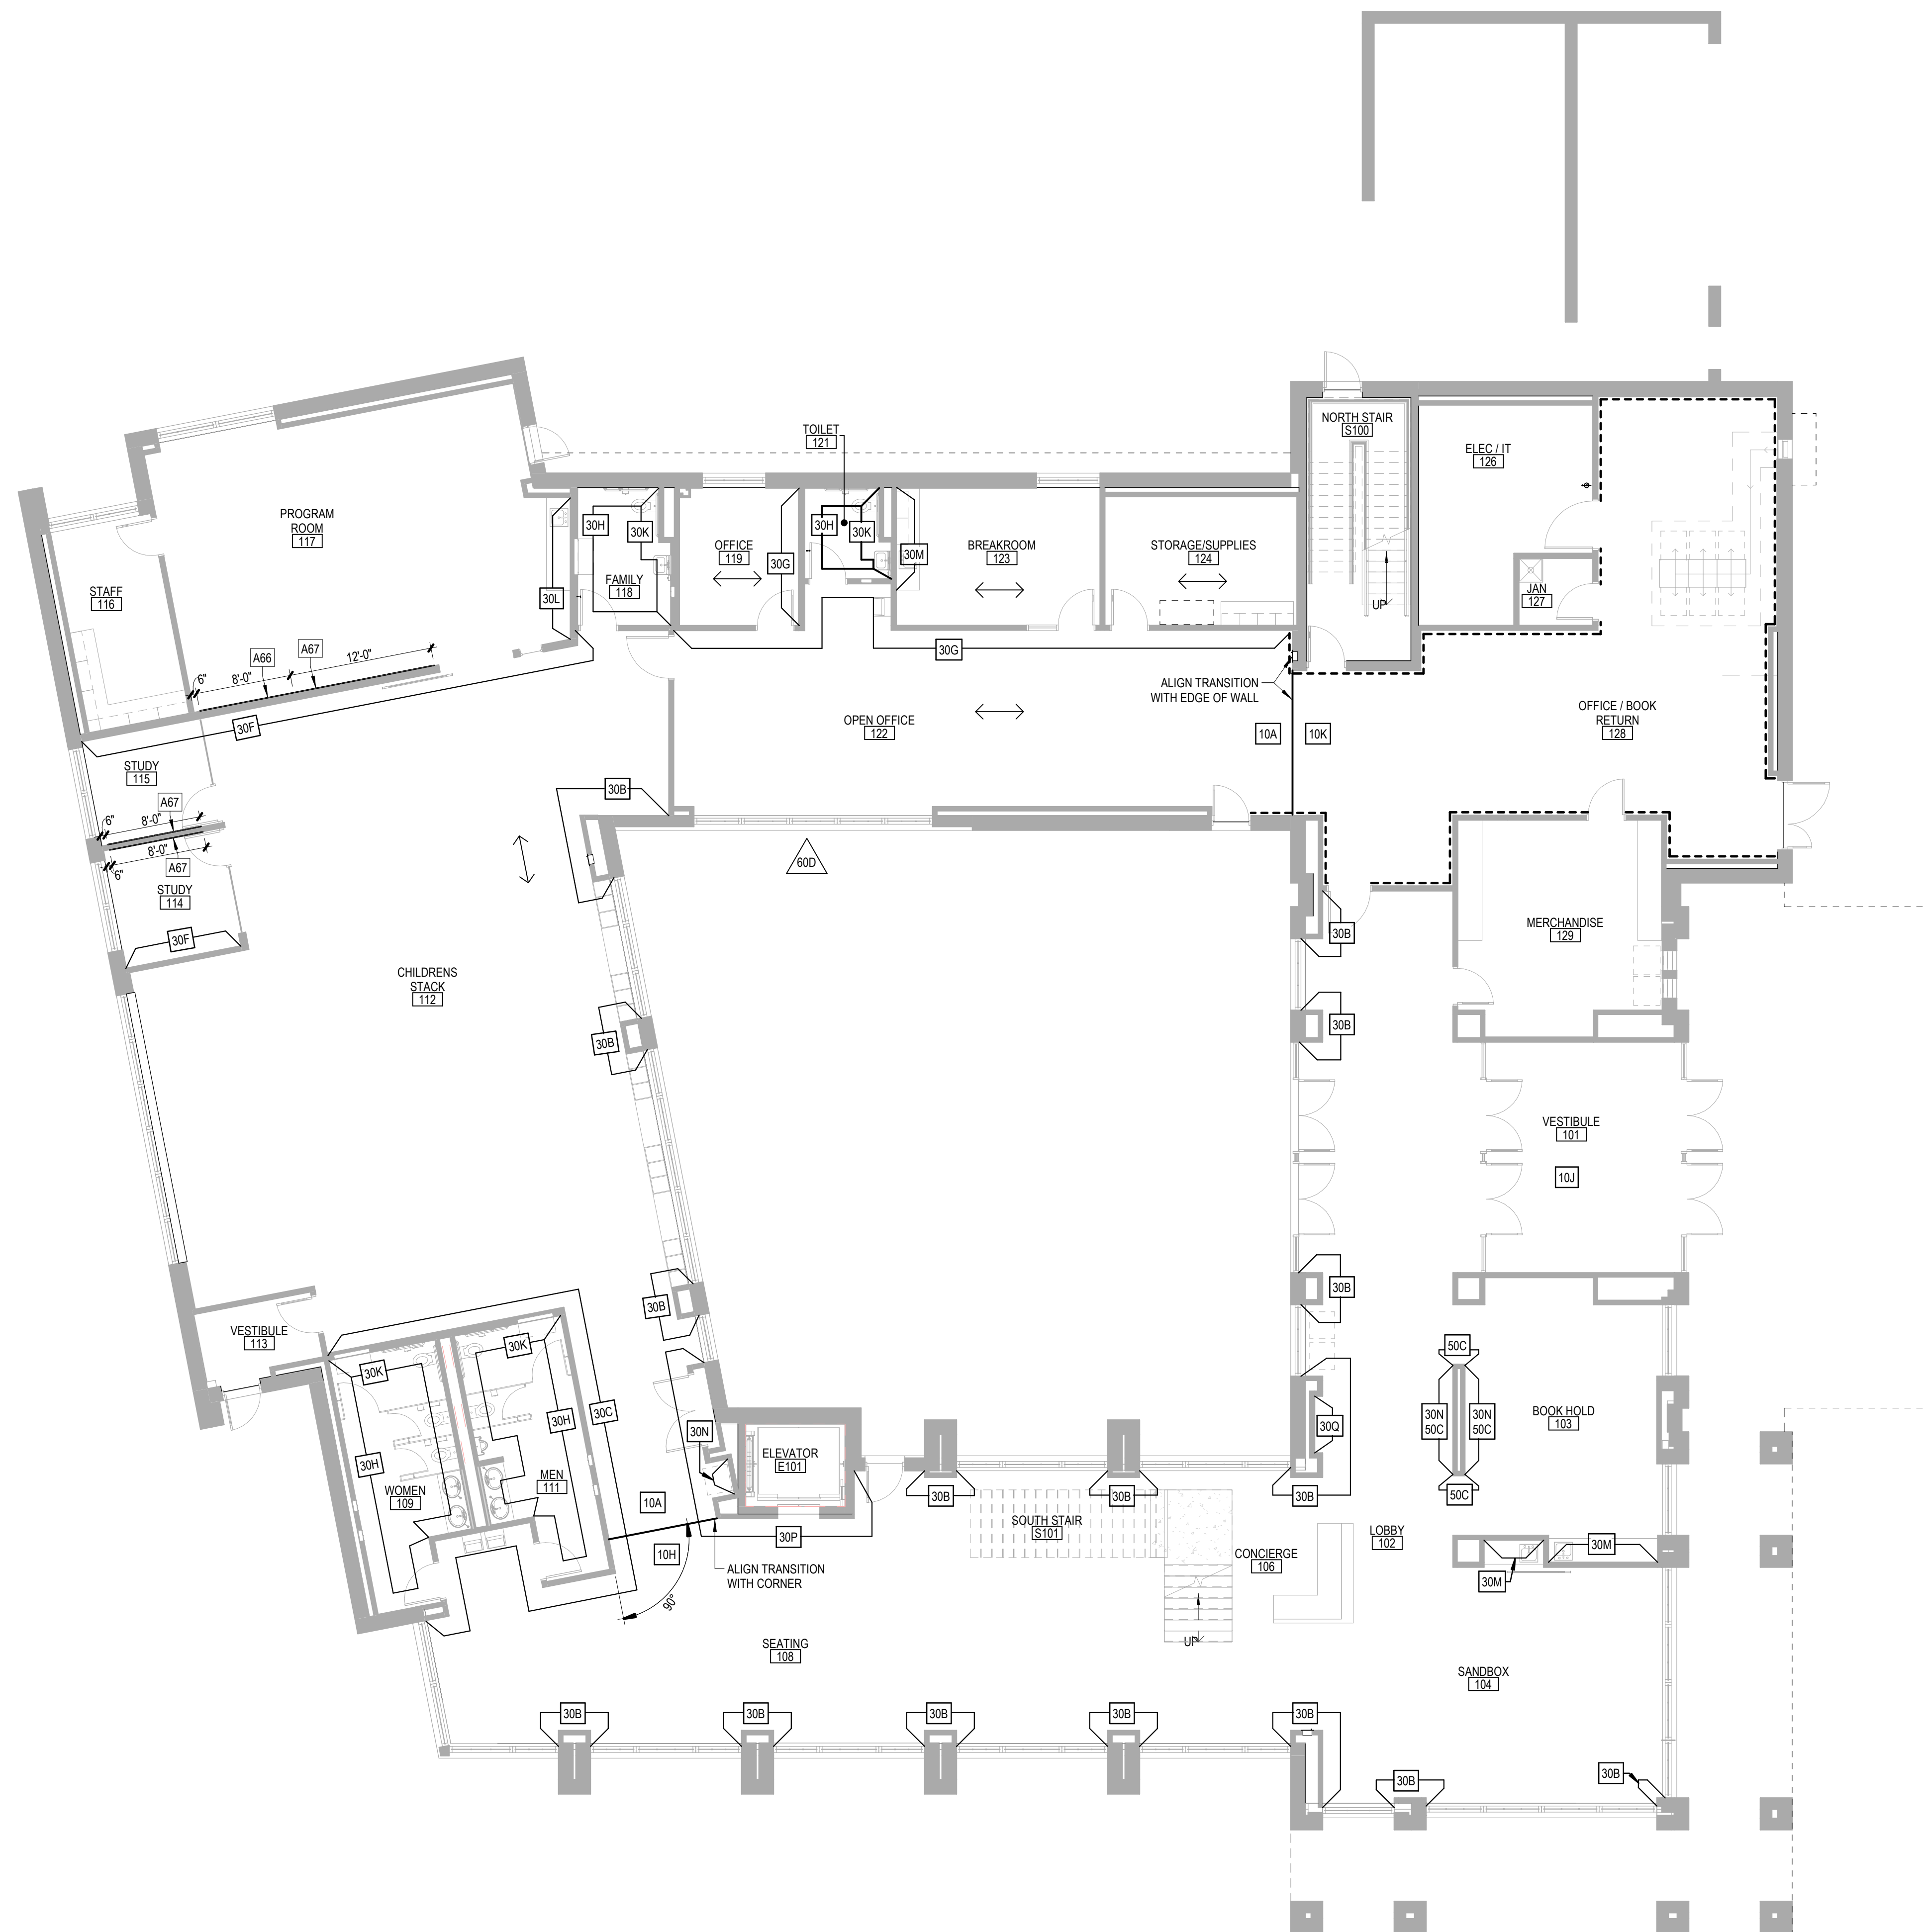 NORTH STAIR
S100
TOILET
121
ELEC / IT
126
PROGRAM
ROOM
117
30H
30K
OFFICE
119
30G
30H
30K
30M
BREAKROOM
123
STORAGE/SUPPLIES
124
FAMILY
118
STAFF
116
30L
JAN
127
UP
A66
A67
12'-0"
8'-0"
6"
30G
ALIGN TRANSITION
WITH EDGE OF WALL
30F
OPEN OFFICE
122
10A
10K
OFFICE / BOOK
RETURN
128
STUDY
115
30B
A67
6"
8'-0"
8'-0"
A67
6"
60D
STUDY
114
30F
MERCHANDISE
129
30B
CHILDRENS
STACK
112
30B
30B
VESTIBULE
101
10J
30B
30B
VESTIBULE
113
30K
30K
50C
30H
30C
30N
50C
30N
50C
BOOK HOLD
103
30Q
30N
ELEVATOR
E101
30H
MEN
111
WOMEN
109
10A
30B
30B
30B
50C
SOUTH STAIR
S101
30P
LOBBY
102
30M
10H
CONCIERGE
106
ALIGN TRANSITION
WITH CORNER
30M
90°
UP
SEATING
108
SANDBOX
104
30B
30B
30B
30B
30B
30B
30B